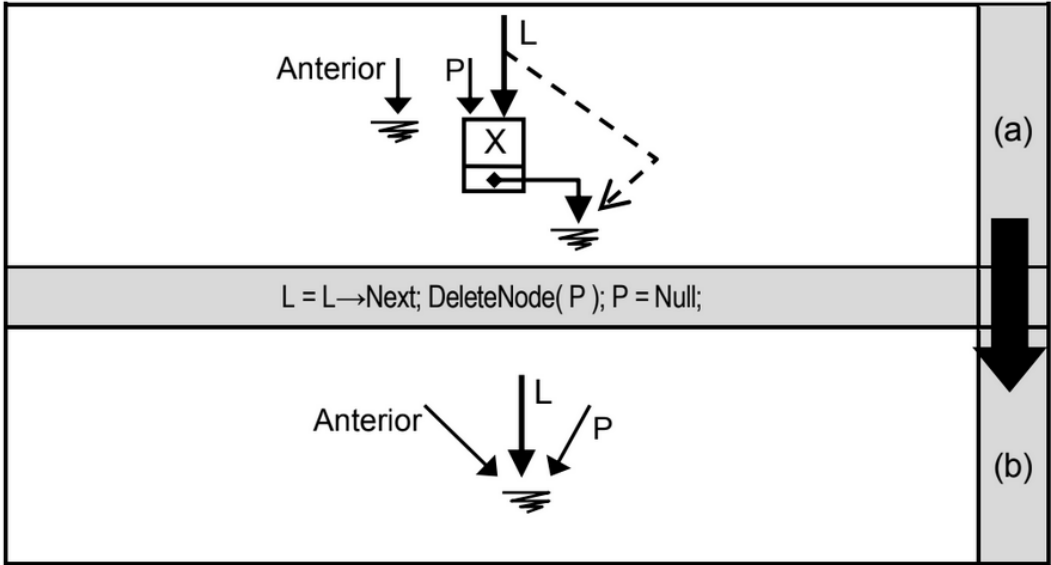 L
Anterior P
X
(a)
L = L→Next; DeleteNode( P ); P = Null;
L
Anterior P
(b)